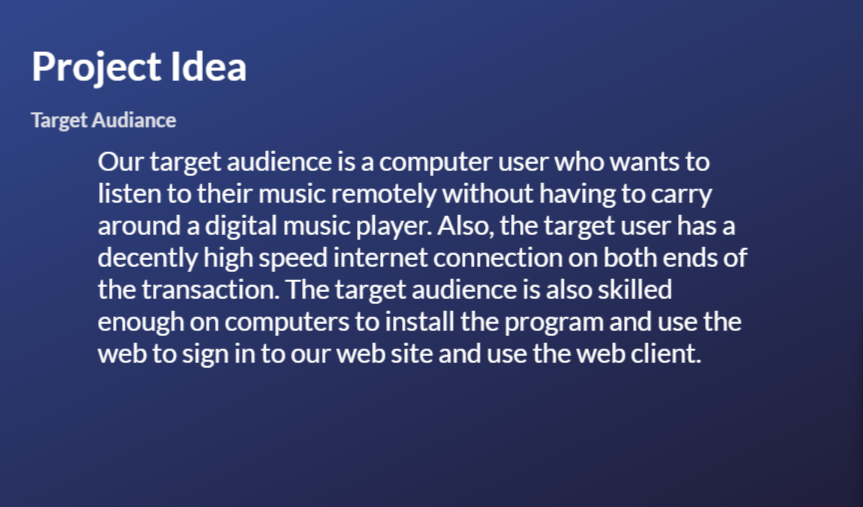 Project Idea
Target Audiance
Our target audience is a computer user who wants to
listen to their music remotely without having to carry
around a digital music player. Also, the target user has a
decently high speed internet connection on both ends of
the transaction. The target audience is also skilled
enough on computers to install the program and use the
web to sign in to our web site and use the web client.